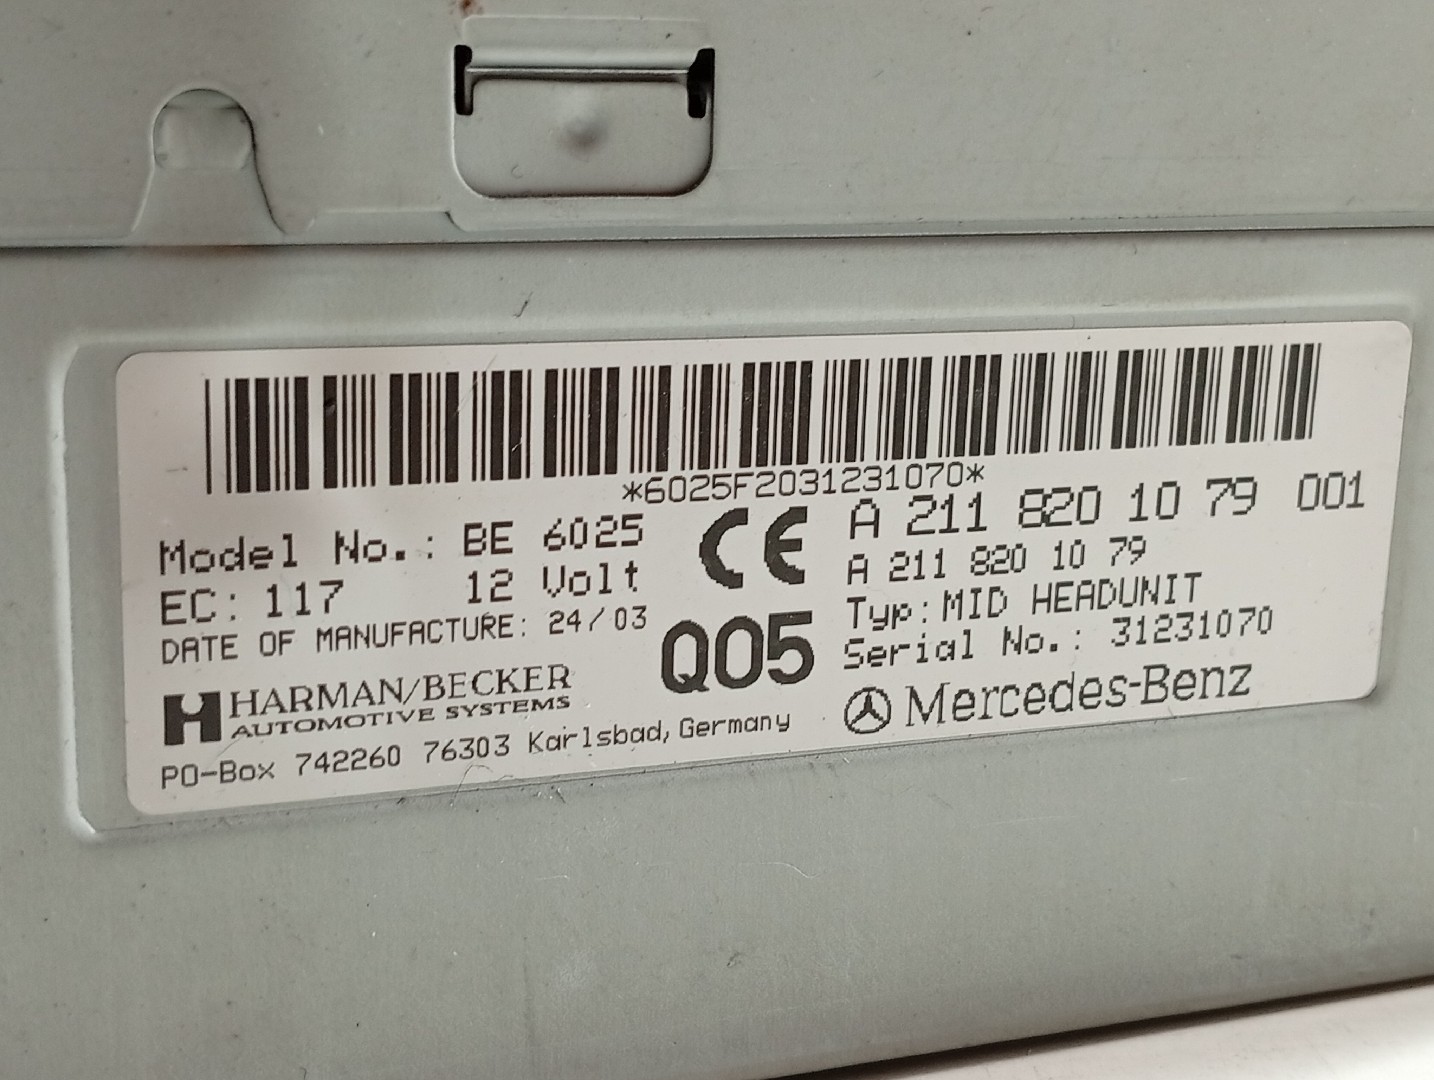 *6025F2031231070*
Model No.: BE 6025
EC: 117 12 Volt
DATE OF MANUFACTURE: 24/03
HARMAN/BECKER
AUTOMOTIVE SYSTEMS
PO-Box 742260 76303 Karlsbad, Germany
CE
Q05
A 211 820 10 79 001
A 211 820 10 79
Typ: MID HEADUNIT
Serial No.: 31231070
Mercedes-Benz